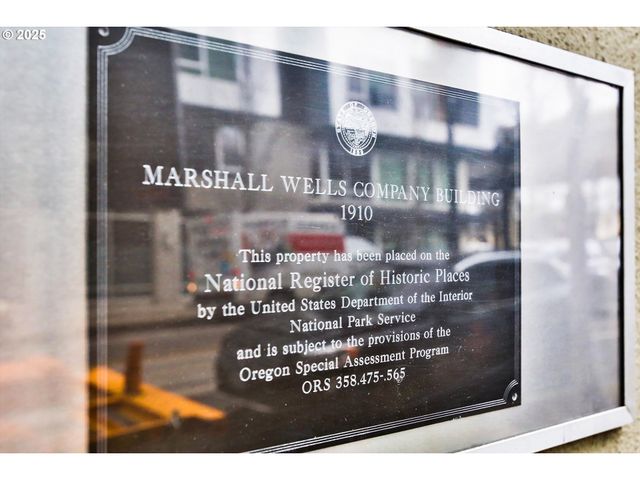 © 2025
MARSHALL WELLS COMPANY BUILDING
1910
This property has been placed on the
National Register of Historic Places
by the United States Department of the Interior
National Park Service
and is subject to the provisions of the
Oregon Special Assessment Program
ORS 358.475-.565